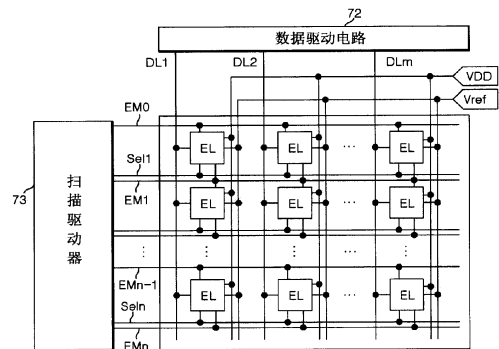 72
数据驱动电路
DL1 DL2 DLm
VDD
Vref
EM0
EL EL ... EL
Sel1
EM1
EL EL ... EL
73
扫描驱动器
EMn-1
EL EL ... EL
Seln
EMn